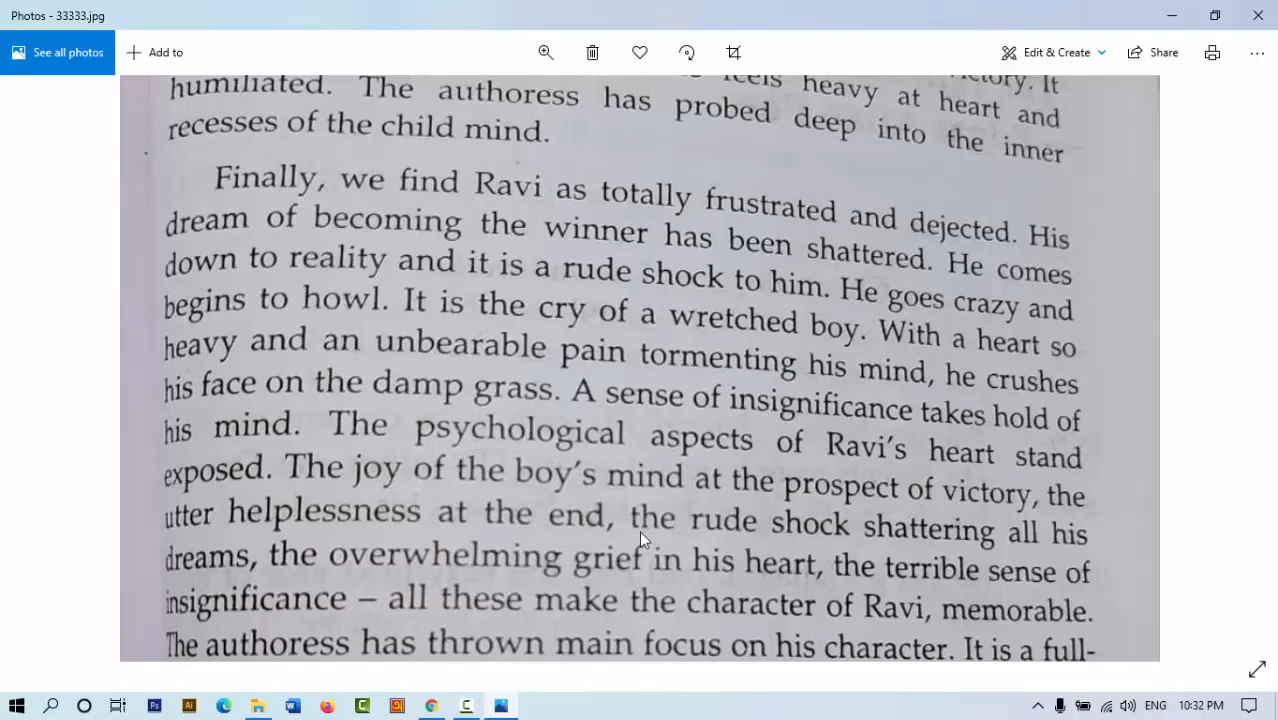 Photos - 33333.jpg
See all photos
Add to
Edit & Create
Share
feels heavy at heart and
humiliated. The authoress has probed deep into the inner
recesses of the child mind.
Finally, we find Ravi as totally frustrated and dejected. His
dream of becoming the winner has been shattered. He comes
down to reality and it is a rude shock to him. He goes crazy and
begins to howl. It is the cry of a wretched boy. With a heart so
heavy and an unbearable pain tormenting his mind, he crushes
his face on the damp grass. A sense of insignificance takes hold of
his mind. The psychological aspects of Ravi's heart stand
exposed. The joy of the boy's mind at the prospect of victory, the
utter helplessness at the end, the rude shock shattering all his
dreams, the overwhelming grief in his heart, the terrible sense of
insignificance – all these make the character of Ravi, memorable.
The authoress has thrown main focus on his character. It is a full-
ENG
10:32 PM